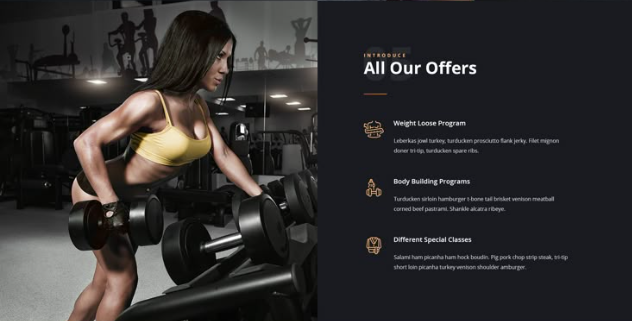 INTRODUCE
All Our Offers
Weight Loose Program
Leberkas jowl turkey, turducken prosciutto flank jerky. Filet mignon
doner tri-tip, turducken spare ribs.
Body Building Programs
Turducken sirloin hamburger t-bone tail brisket venison meatball
corned beef pastrami. Shankle alcatra ribeye.
Different Special Classes
Salami ham picanha ham hock boudin. Pig pork chop strip steak, tri-tip
short loin picanha turkey venison shoulder amburger.